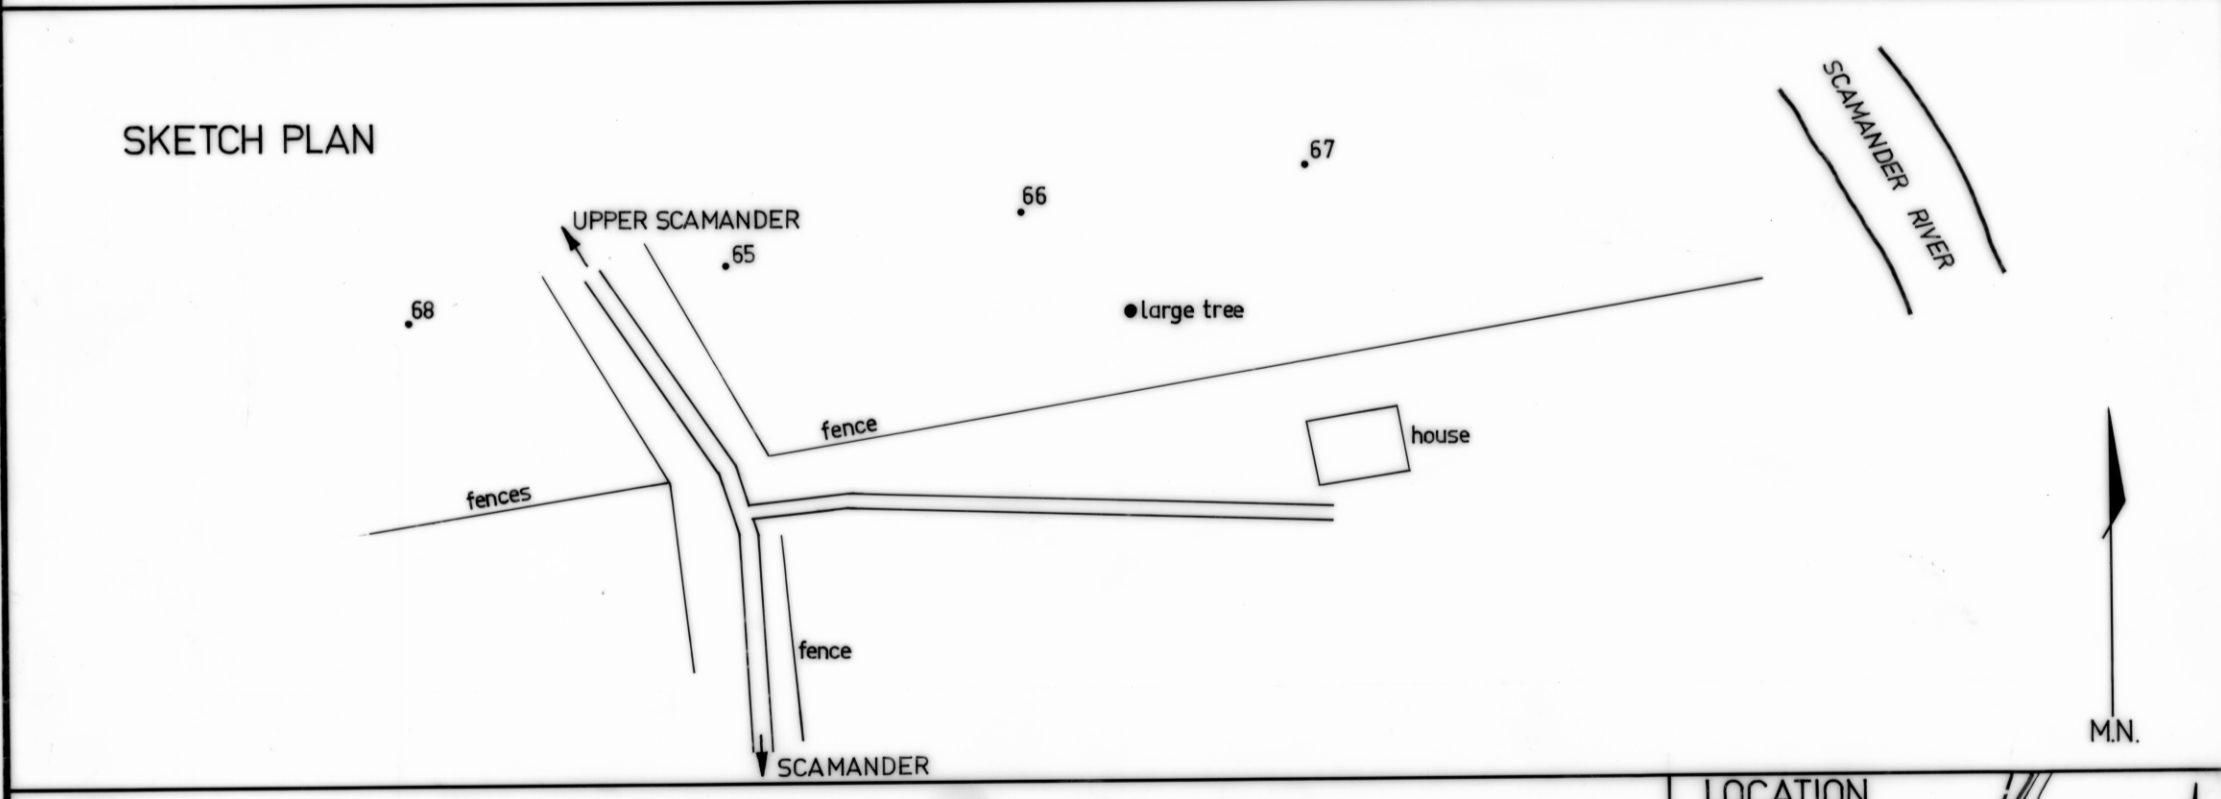 SKETCH PLAN
SCAMANDER RIVER
67
66
UPPER SCAMANDER
65
68
large tree
fence
house
fences
fence
M.N.
SCAMANDER
LOCATION